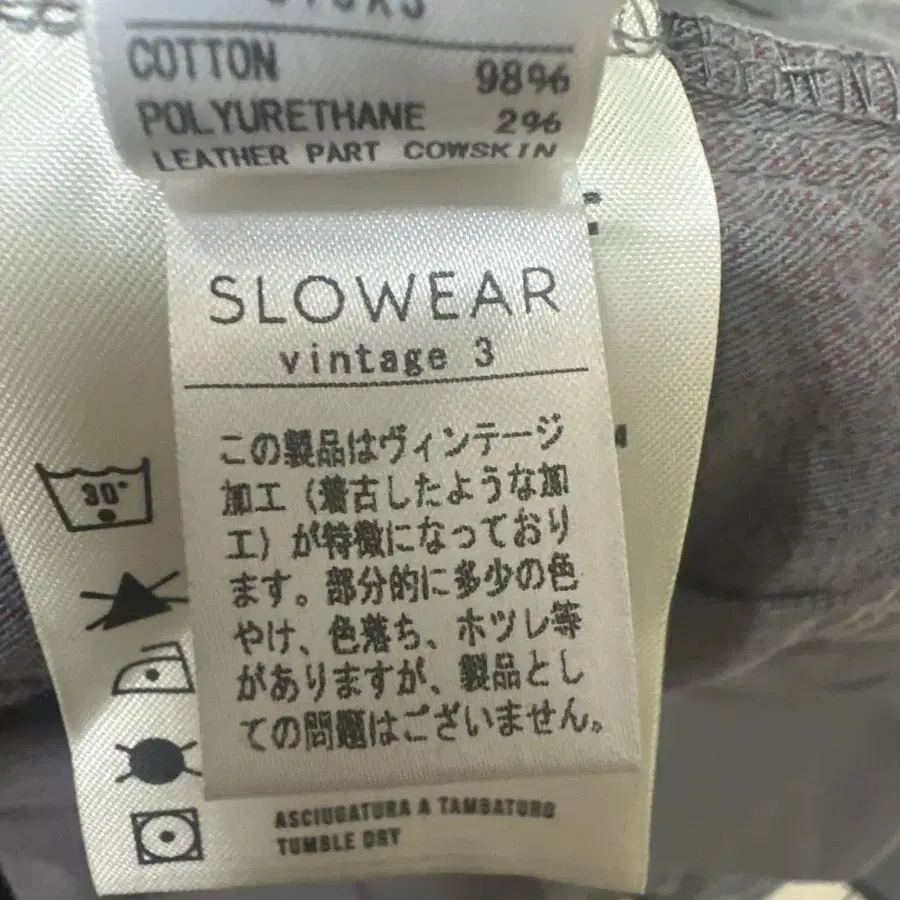 COTTON 98%
POLYURETHANE 2%
LEATHER PART COWSKIN
SLOWEAR
vintage 3
この製品はヴィンテージ
加工（着古したような加
工）が特徴になっており
ます。部分的に多少の色
やけ、色落ち、ホツレ等
がありますが、製品とし
ての問題はございません。
30°
ASCIUGATURA A TAMBATURO
TUMBLE DRY